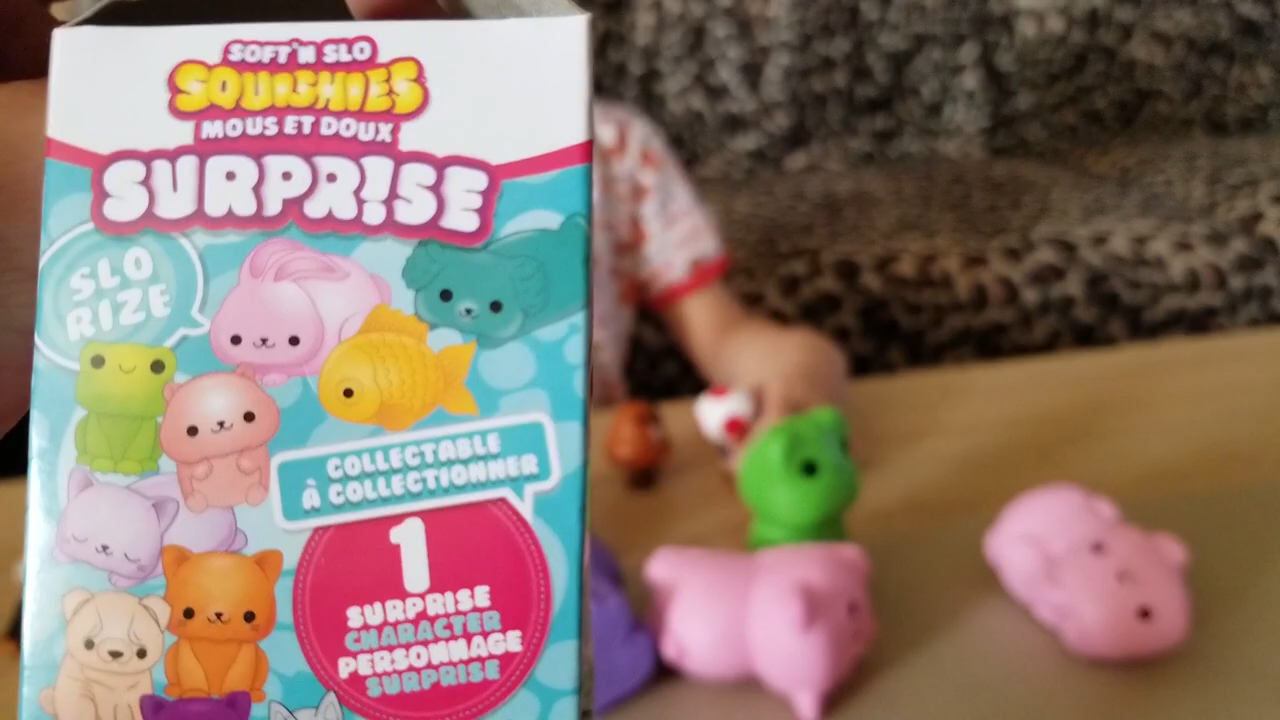 SOFT'N SLO
SQUISHIES
MOUS ET DOUX
SURPR!SE
SLO
RIZE
COLLECTABLE
À COLLECTIONNER
1
SURPRISE
CHARACTER
PERSONNAGE
SURPRISE